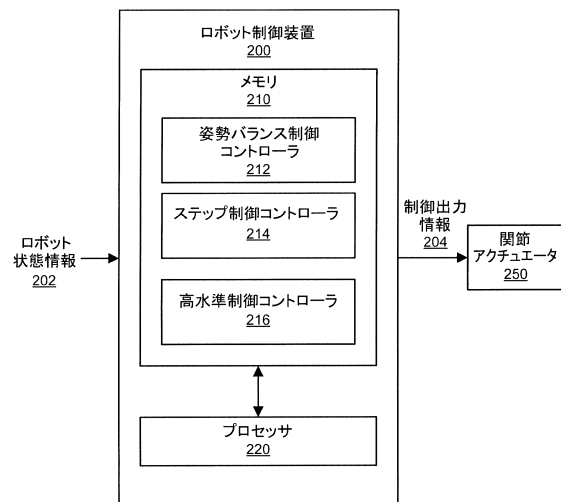 ロボット制御装置
200
メモリ
210
姿勢バランス制御
コントローラ
212
ステップ制御コントローラ
214
高水準制御コントローラ
216
プロセッサ
220
ロボット
状態情報
202
制御出力
情報
204
関節
アクチュエータ
250